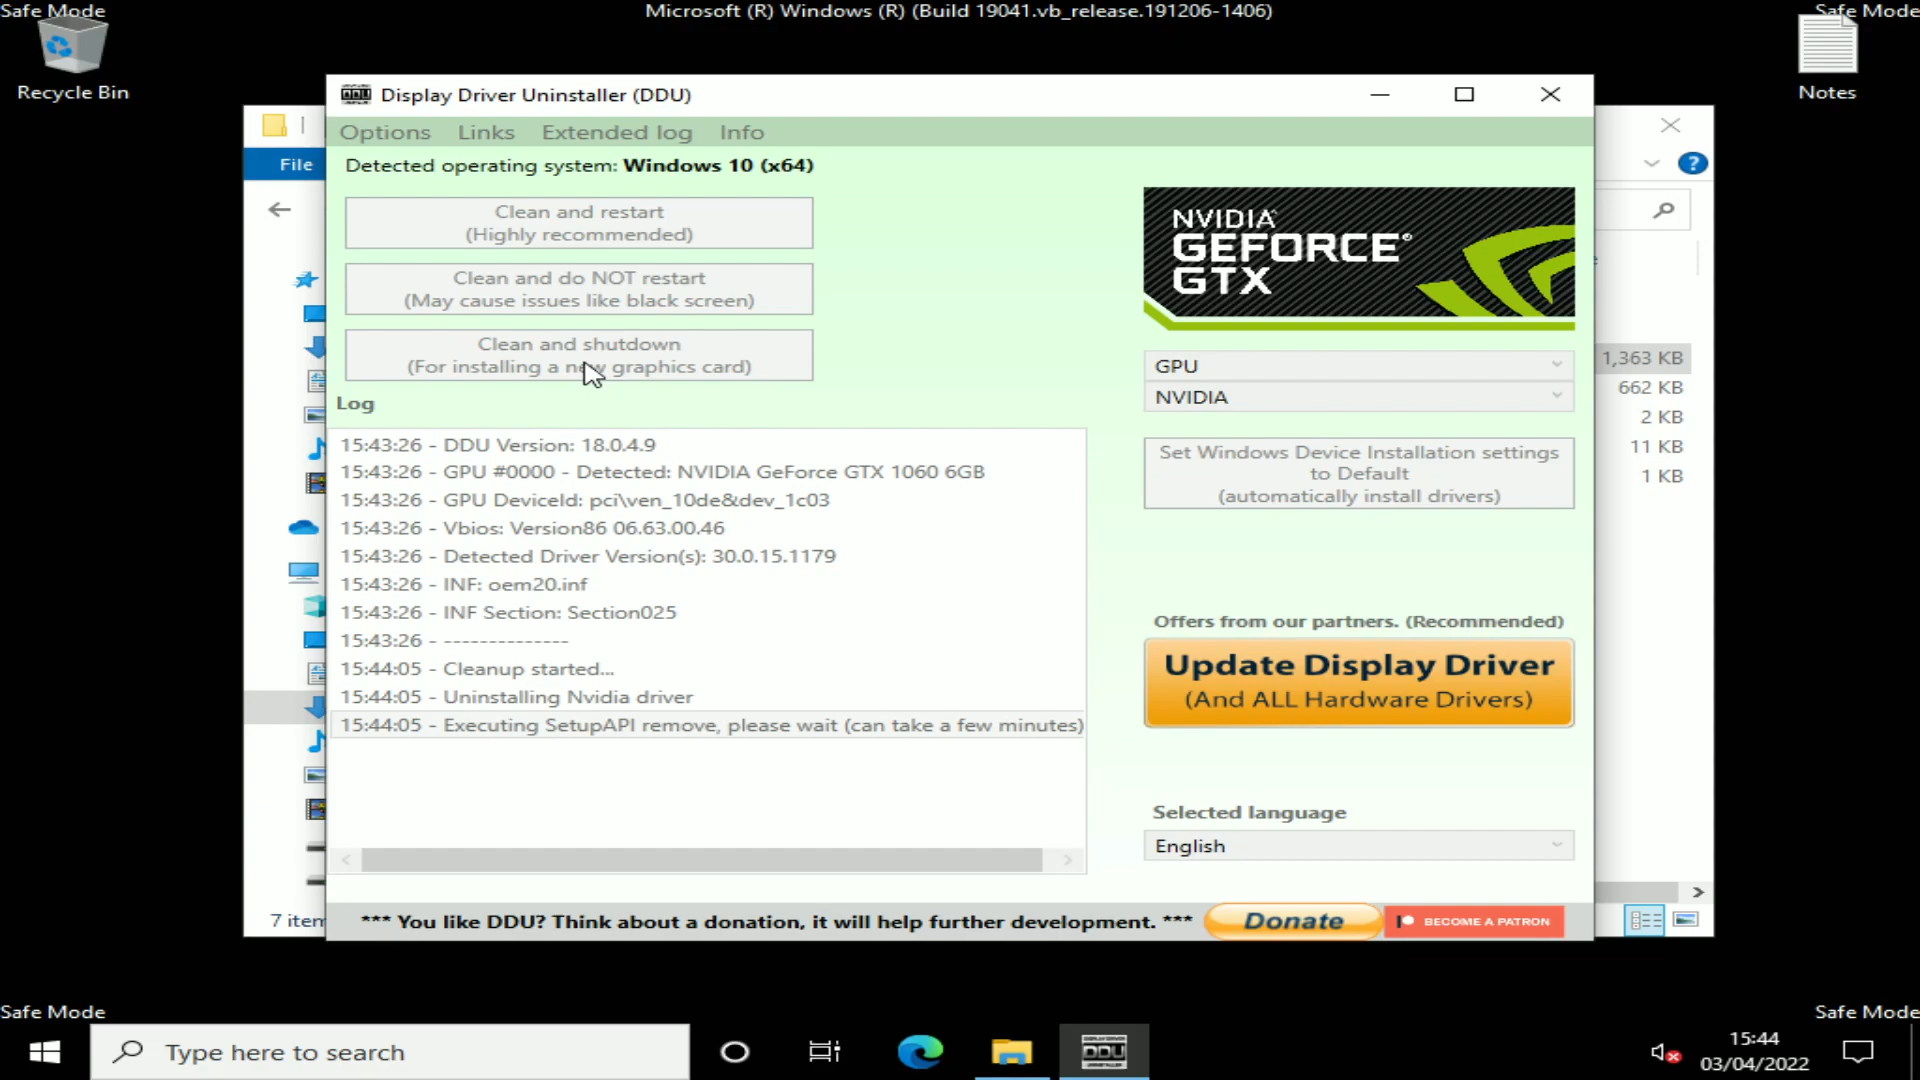 Safe Mode
Microsoft (R) Windows (R) (Build 19041.vb_release.191206-1406)
Safe Mode
Recycle Bin
Notes
Display Driver Uninstaller (DDU)
Options Links Extended log Info
File
Detected operating system: Windows 10 (x64)
Clean and restart
(Highly recommended)
Clean and do NOT restart
(May cause issues like black screen)
Clean and shutdown
(For installing a new graphics card)
NVIDIA
GEFORCE®
GTX
GPU
NVIDIA
1,363 KB
662 KB
2 KB
11 KB
1 KB
Set Windows Device Installation settings
to Default
(automatically install drivers)
Log
15:43:26 - DDU Version: 18.0.4.9
15:43:26 - GPU #0000 - Detected: NVIDIA GeForce GTX 1060 6GB
15:43:26 - GPU DeviceId: pci\ven_10de&dev_1c03
15:43:26 - Vbios: Version86 06.63.00.46
15:43:26 - Detected Driver Version(s): 30.0.15.1179
15:43:26 - INF: oem20.inf
15:43:26 - INF Section: Section025
15:43:26 - --------------
15:44:05 - Cleanup started...
15:44:05 - Uninstalling Nvidia driver
15:44:05 - Executing SetupAPI remove, please wait (can take a few minutes)
Offers from our partners. (Recommended)
Update Display Driver
(And ALL Hardware Drivers)
Selected language
English
7 item
*** You like DDU? Think about a donation, it will help further development. ***
Donate
BECOME A PATRON
Safe Mode
Safe Mode
Type here to search
DDU
15:44
03/04/2022